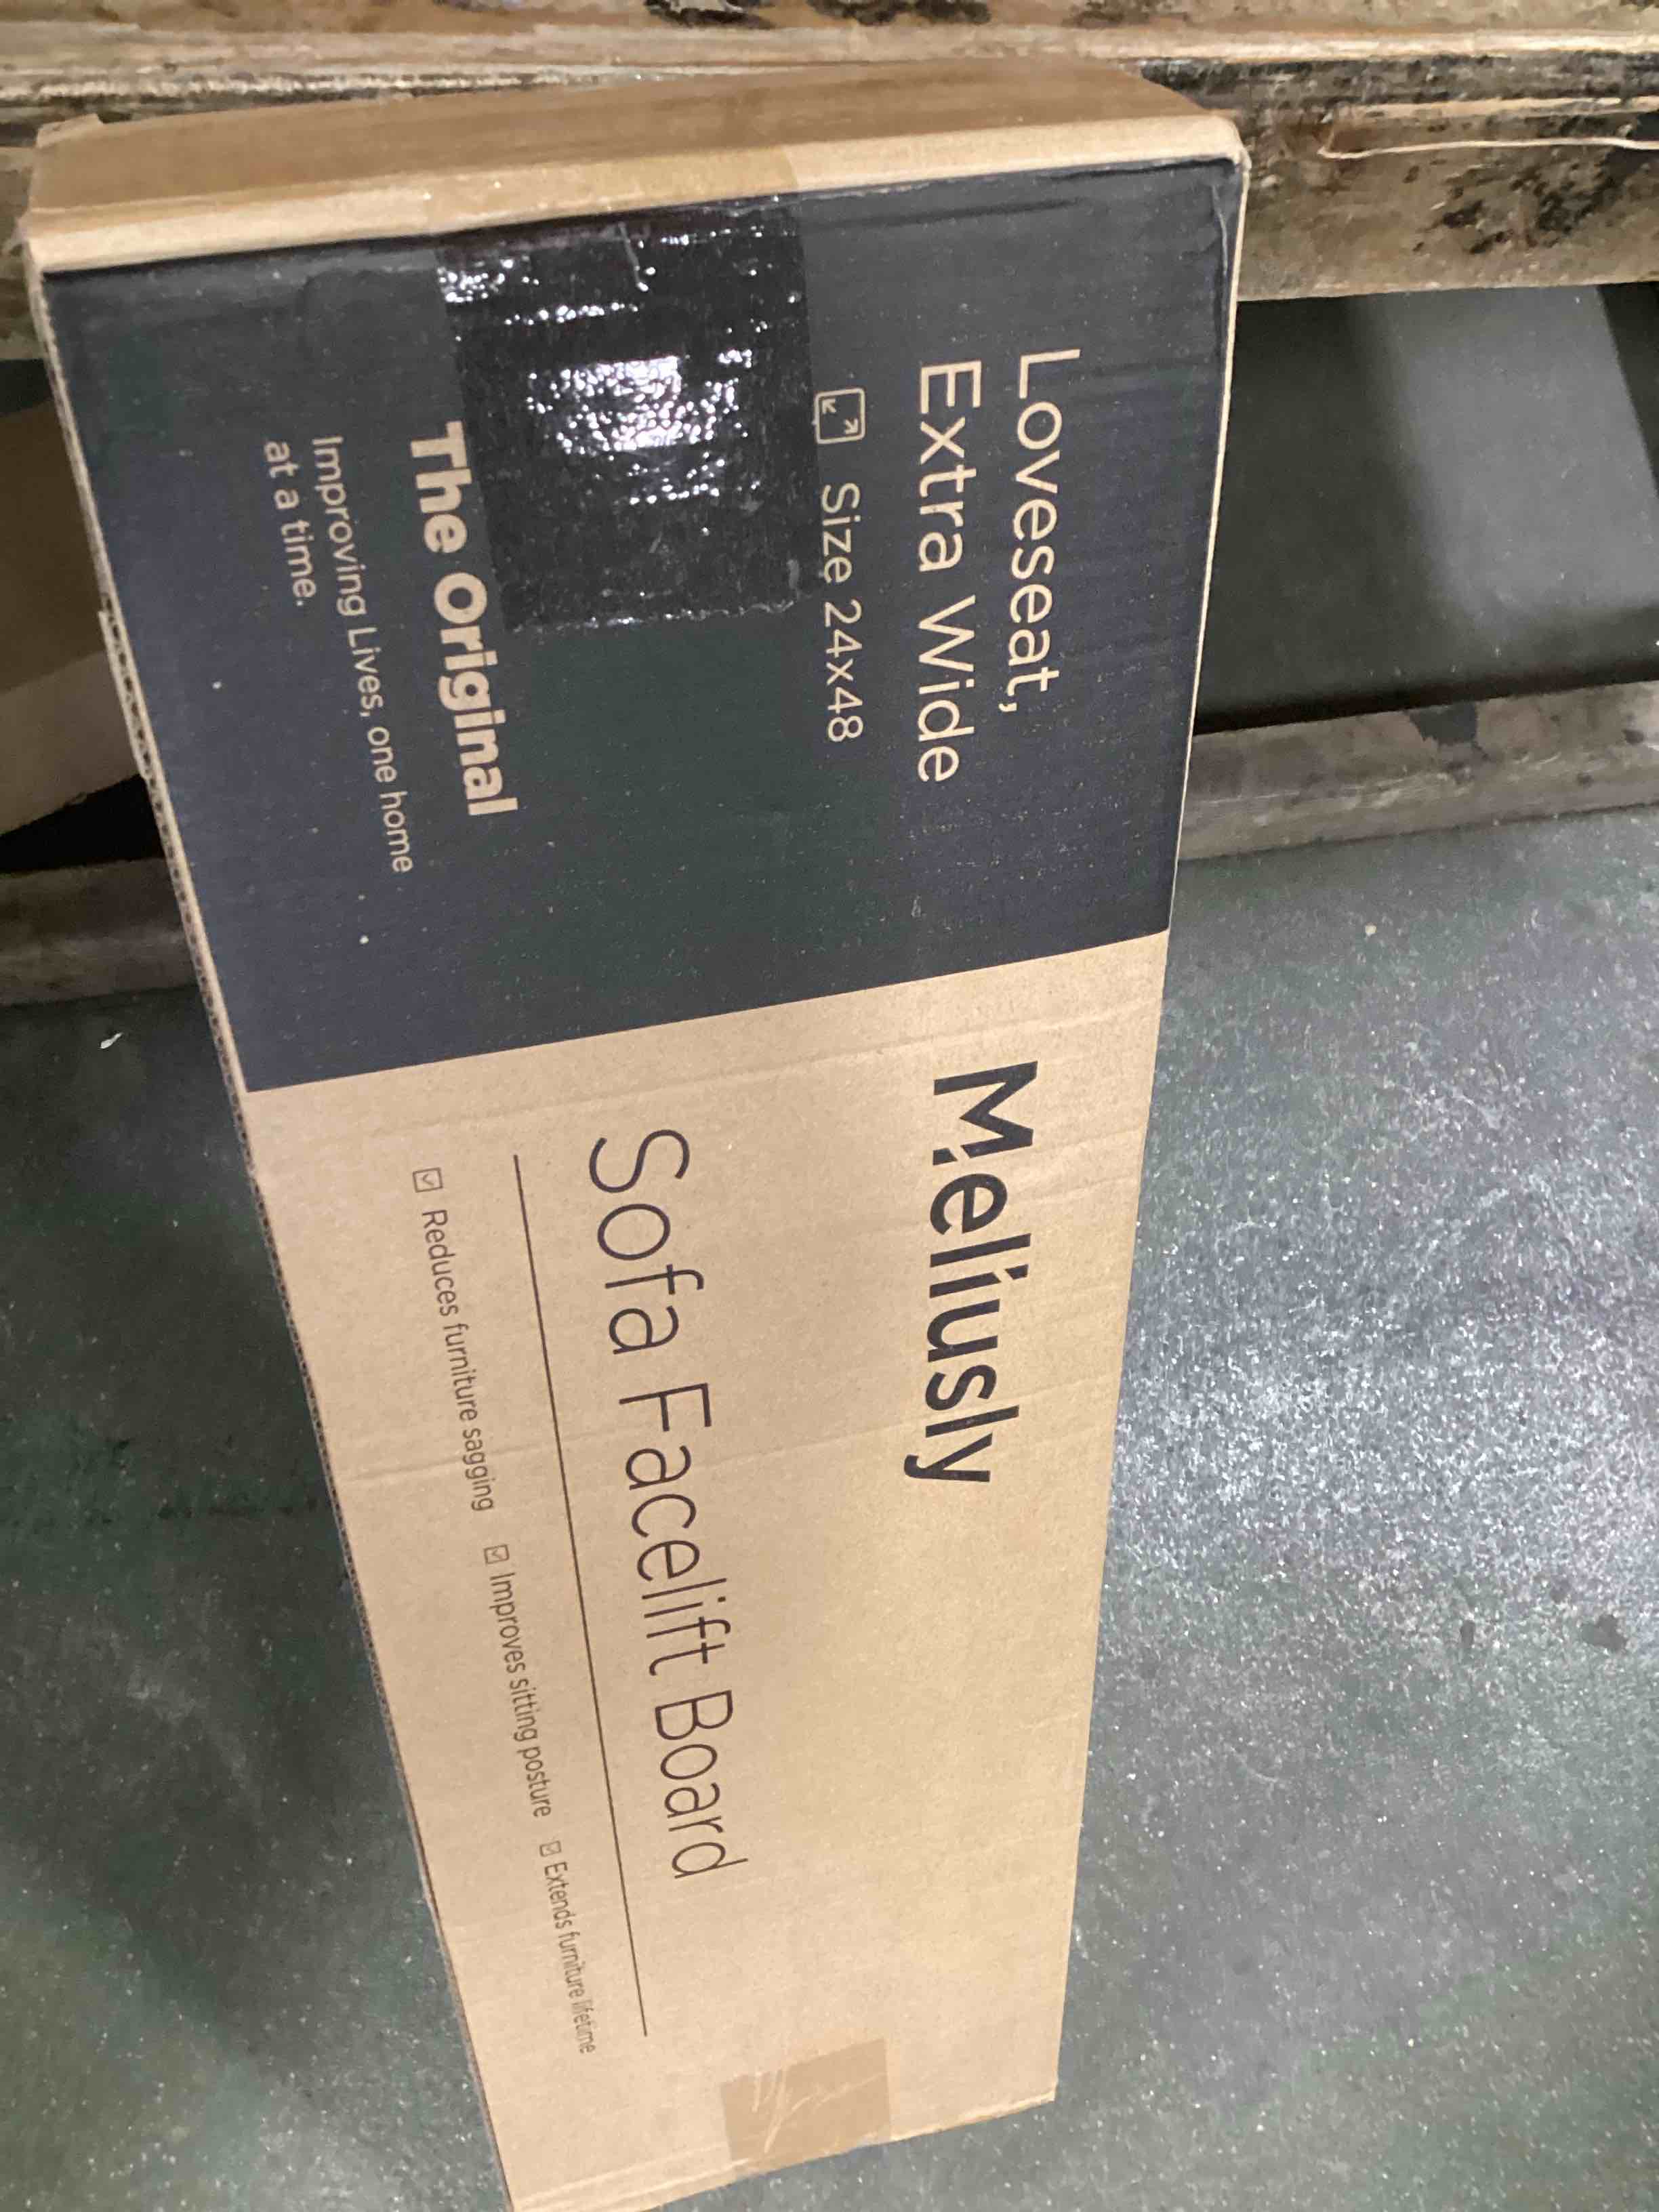 Loveseat,
Extra Wide
Size 24x48
The Original
Improving Lives, one home
at a time.
Meliusly
Sofa Facelift Board
Reduces furniture sagging
Improves sitting posture
Extends furniture lifetime